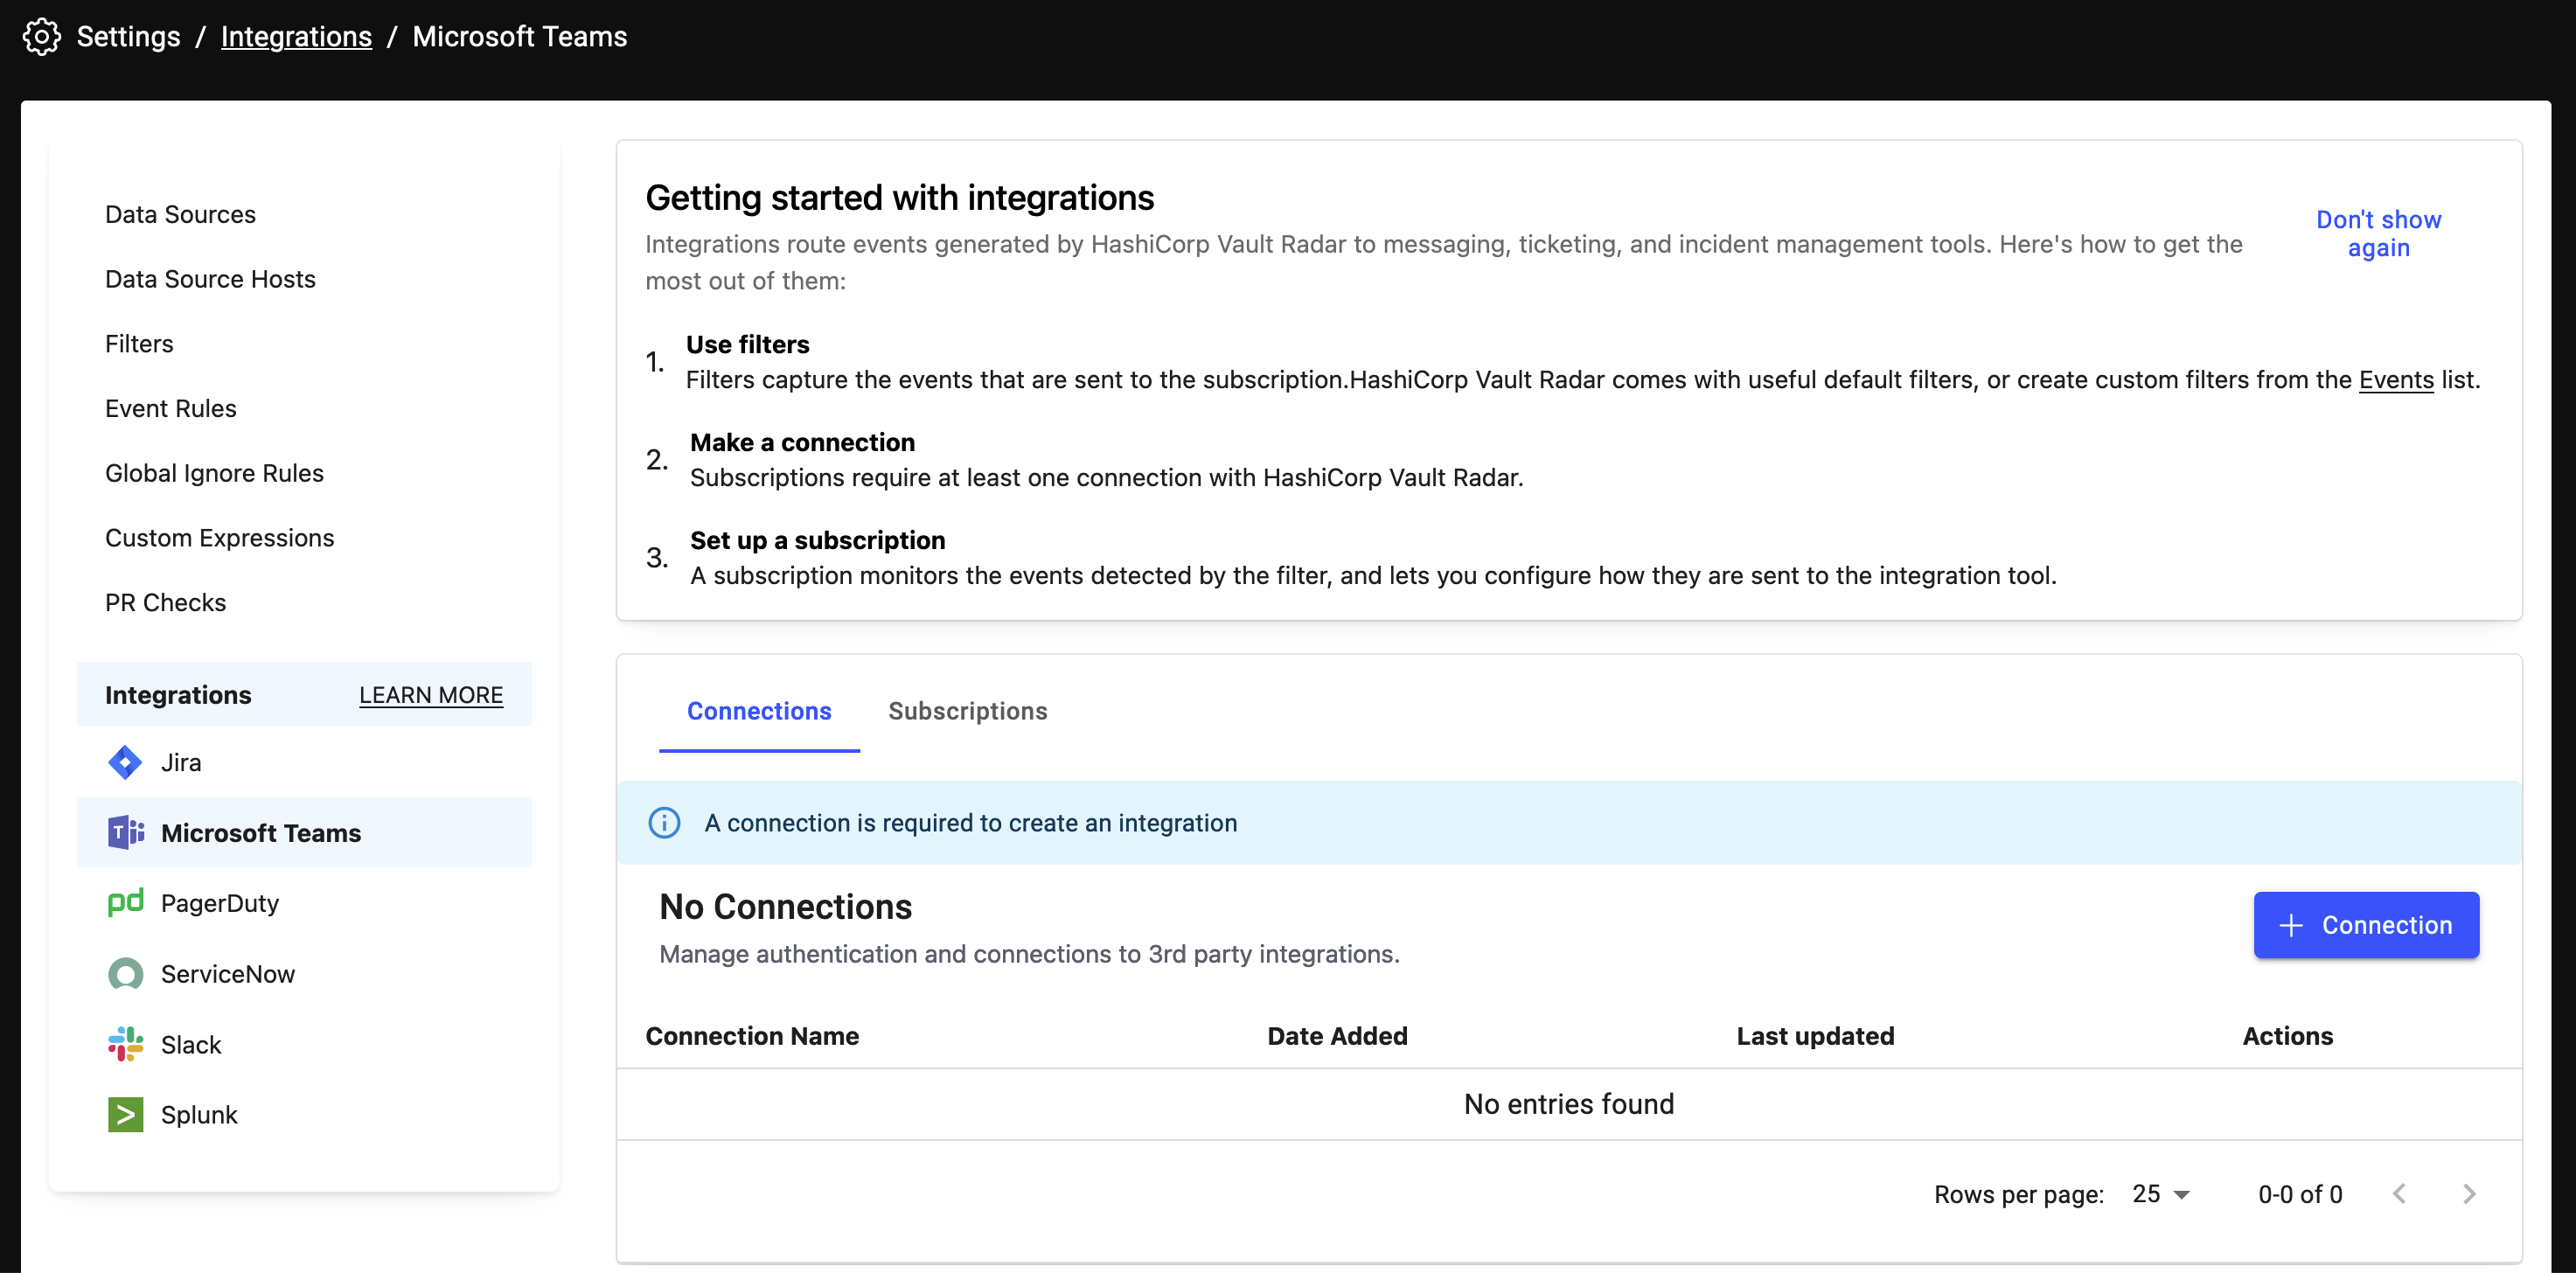 Settings / Integrations / Microsoft Teams
Data Sources
Data Source Hosts
Filters
Event Rules
Global Ignore Rules
Custom Expressions
PR Checks
Integrations LEARN MORE
Jira
Microsoft Teams
PagerDuty
ServiceNow
Slack
Splunk
Getting started with integrations
Integrations route events generated by HashiCorp Vault Radar to messaging, ticketing, and incident management tools. Here's how to get the
most out of them:
Don't show
again
1. Use filters
Filters capture the events that are sent to the subscription.HashiCorp Vault Radar comes with useful default filters, or create custom filters from the Events list.
2. Make a connection
Subscriptions require at least one connection with HashiCorp Vault Radar.
3. Set up a subscription
A subscription monitors the events detected by the filter, and lets you configure how they are sent to the integration tool.
Connections Subscriptions
A connection is required to create an integration
No Connections
Manage authentication and connections to 3rd party integrations.
+ Connection
Connection Name Date Added Last updated Actions
No entries found
Rows per page: 25 0-0 of 0